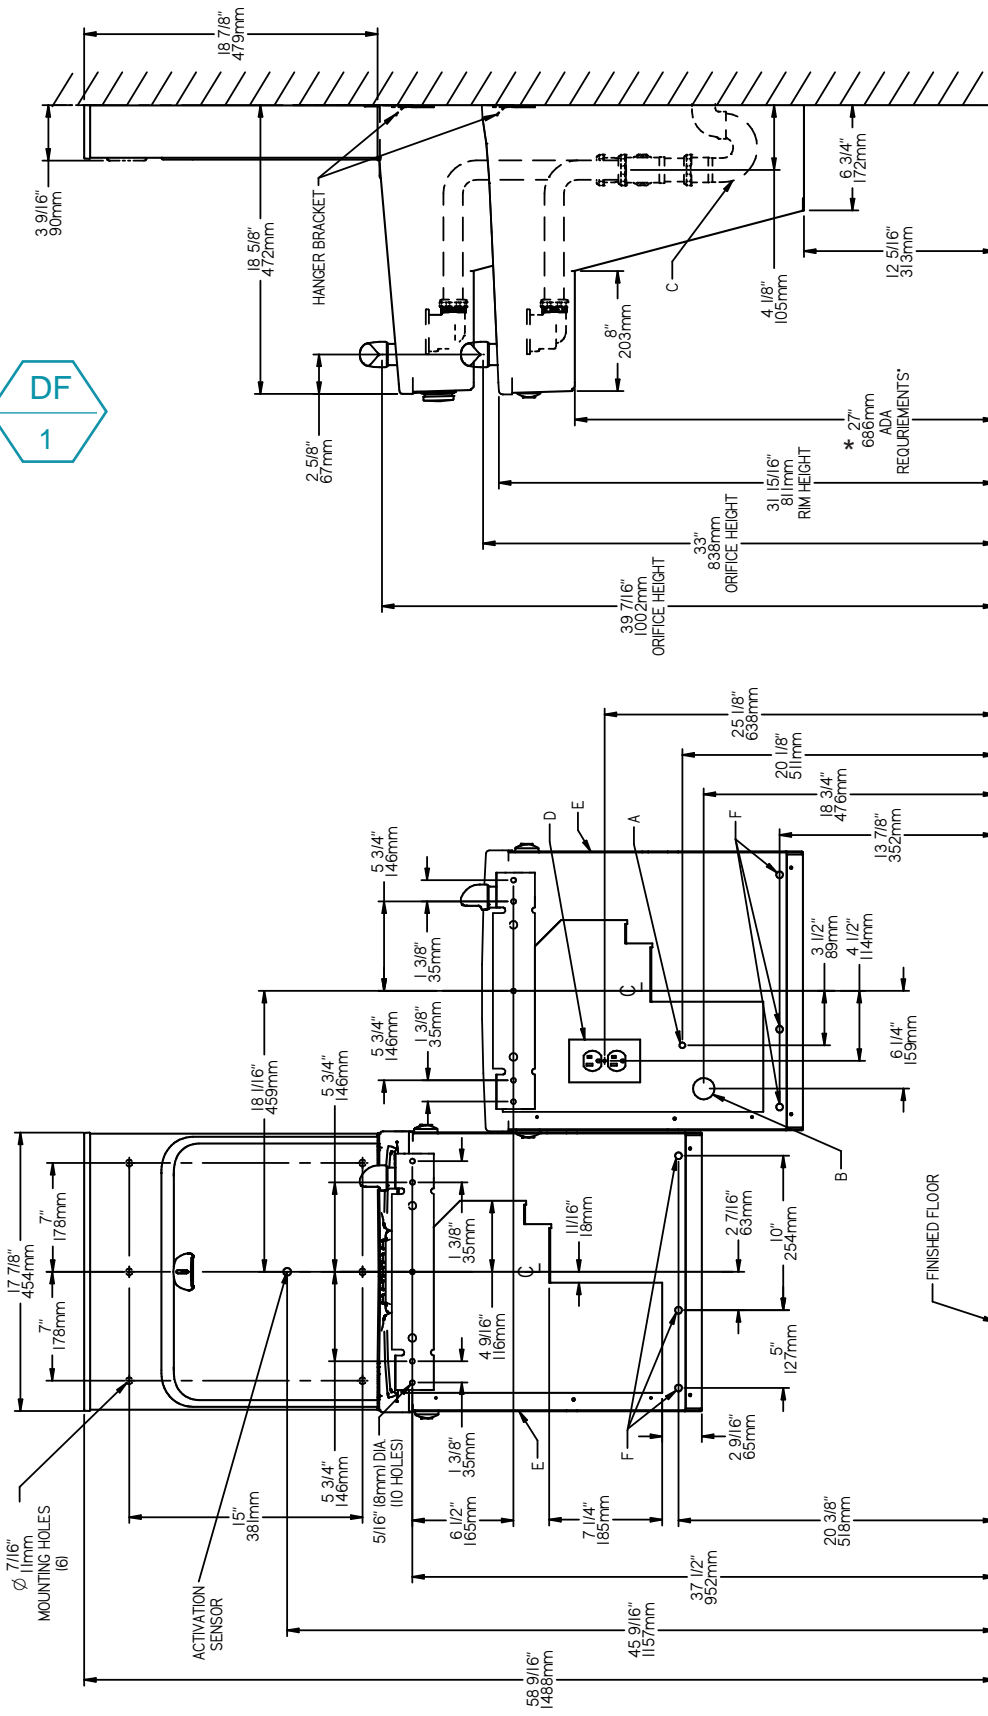 DF
1
3 9/16"
90mm
18 7/8"
479mm
18 5/8"
472mm
HANGER BRACKET
2 5/8"
67mm
8"
203mm
C
4 1/8"
105mm
6 3/4"
172mm
12 5/16"
313mm
* 27"
686mm
ADA
REQUIRIEMENTS*
31 15/16"
811mm
RIM HEIGHT
33"
838mm
ORIFICE HEIGHT
39 7/16"
1002mm
ORIFICE HEIGHT
17 7/8"
454mm
7"
178mm
7"
178mm
Ø 7/16"
11mm
MOUNTING HOLES
(6)
15"
381mm
ACTIVATION
SENSOR
18 1/16"
459mm
5 3/4"
146mm
5 3/4"
146mm
5 3/4"
146mm
5 3/4"
146mm
1 3/8"
35mm
1 3/8"
35mm
1 3/8"
35mm
1 3/8"
35mm
5/16" (8mm) DIA.
(10 HOLES)
6 1/2"
165mm
4 9/16"
116mm
11/16"
18mm
7 1/4"
185mm
2 9/16"
65mm
2 7/16"
63mm
10"
254mm
5"
127mm
C
C
D
E
A
F
B
E
F
25 1/8"
638mm
20 1/8"
511mm
18 3/4"
476mm
13 7/8"
352mm
3 1/2"
89mm
4 1/2"
114mm
6 1/4"
159mm
20 3/8"
518mm
37 1/2"
952mm
45 9/16"
1157mm
58 9/16"
1488mm
FINISHED FLOOR